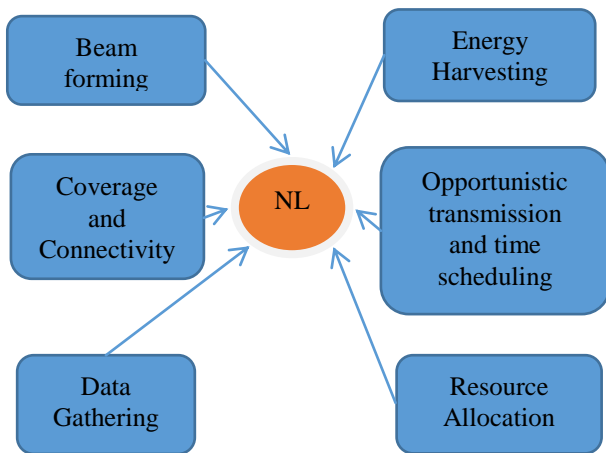 Beam
forming
Energy
Harvesting
Coverage
and
Connectivity
NL
Opportunistic
transmission
and time
scheduling
Data
Gathering
Resource
Allocation